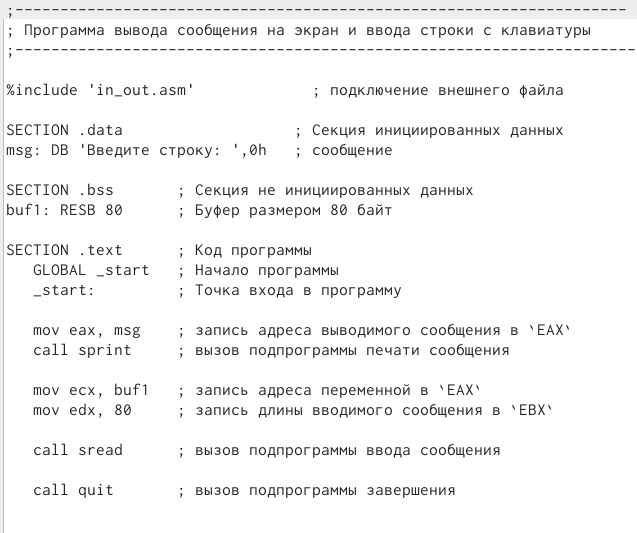 ;--------------------------------------------------------------------
; Программа вывода сообщения на экран и ввода строки с клавиатуры
;---------------------------------------------------------------------
%include 'in_out.asm'             ; подключение внешнего файла
SECTION .data                   ; Секция инициированных данных
msg: DB 'Введите строку: ',0h   ; сообщение
SECTION .bss       ; Секция не инициированных данных
buf1: RESB 80      ; Буфер размером 80 байт
SECTION .text      ; Код программы
   GLOBAL _start   ; Начало программы
   _start:         ; Точка входа в программу
   mov eax, msg    ; запись адреса выводимого сообщения в `EAX`
   call sprint     ; вызов подпрограммы печати сообщения
   mov ecx, buf1   ; запись адреса переменной в `EAX`
   mov edx, 80     ; запись длины вводимого сообщения в `EBX`
   call sread      ; вызов подпрограммы ввода сообщения
   call quit       ; вызов подпрограммы завершения